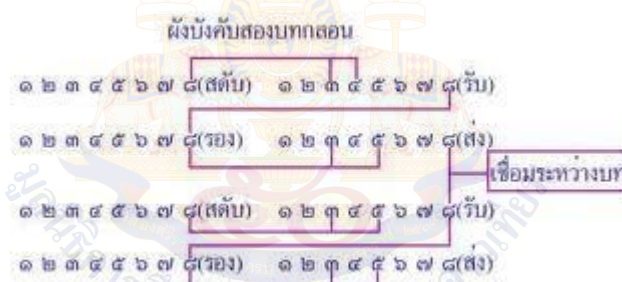 ผังบังคับสองบทกลอน
๑ ๒ ๓ ๔ ๕ ๖ ๗ ๘(สดับ) ๑ ๒ ๓ ๔ ๕ ๖ ๗ ๘(รับ)
๑ ๒ ๓ ๔ ๕ ๖ ๗ ๘(รอง) ๑ ๒ ๓ ๔ ๕ ๖ ๗ ๘(ส่ง)
เชื่อมระหว่างบท
๑ ๒ ๓ ๔ ๕ ๖ ๗ ๘(สดับ) ๑ ๒ ๓ ๔ ๕ ๖ ๗ ๘(รับ)
๑ ๒ ๓ ๔ ๕ ๖ ๗ ๘(รอง) ๑ ๒ ๓ ๔ ๕ ๖ ๗ ๘(ส่ง)